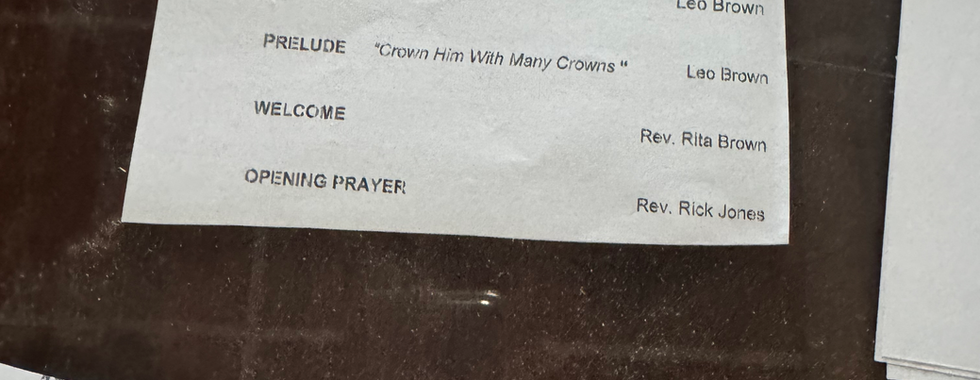 Leo Brown
PRELUDE "Crown Him With Many Crowns " Leo Brown
WELCOME
Rev. Rita Brown
OPENING PRAYER
Rev. Rick Jones